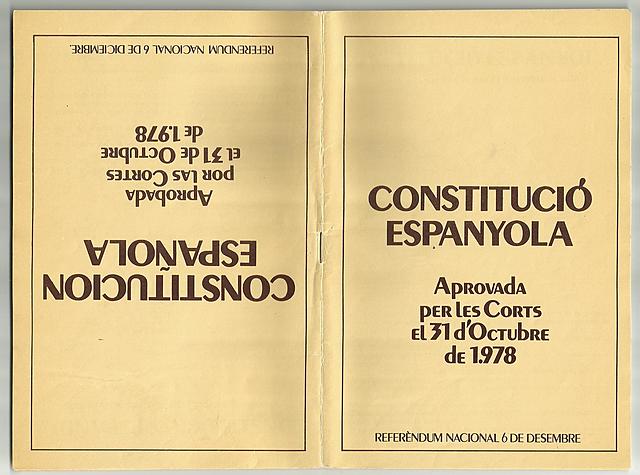 CONSTITUCION
ESPAÑOLA
Aprobada
por las Cortes
el 31 de Octubre
de 1.978
REFERENDUM NACIONAL 6 DE DICIEMBRE.
CONSTITUCIÓ
ESPANYOLA
Aprovada
per les Corts
el 31 d'Octubre
de 1.978
REFERÈNDUM NACIONAL 6 DE DESEMBRE